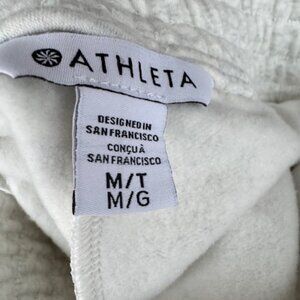 ATHLETA
DESIGNED IN
SAN FRANCISCO
CONÇU À
SAN FRANCISCO
M/T
M/G